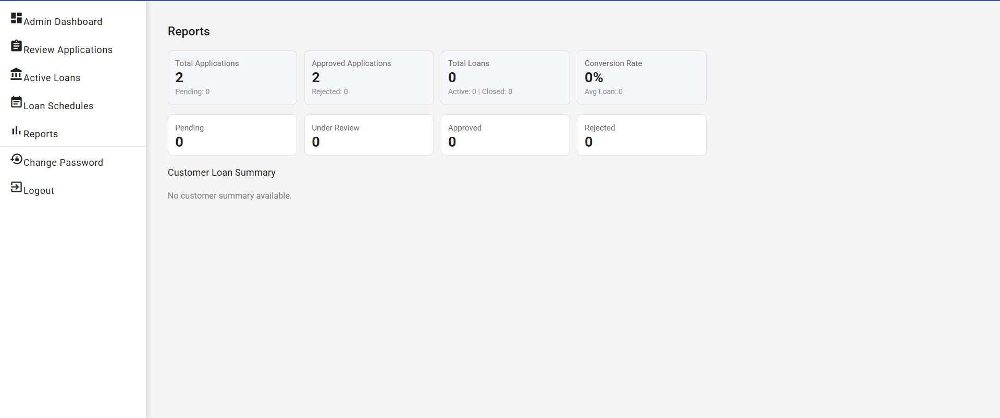 Admin Dashboard
Review Applications
Active Loans
Loan Schedules
Reports
Change Password
Logout
Reports
Total Applications
2
Pending: 0
Approved Applications
2
Rejected: 0
Total Loans
0
Active: 0 | Closed: 0
Conversion Rate
0%
Avg Loan: 0
Pending
0
Under Review
0
Approved
0
Rejected
0
Customer Loan Summary
No customer summary available.